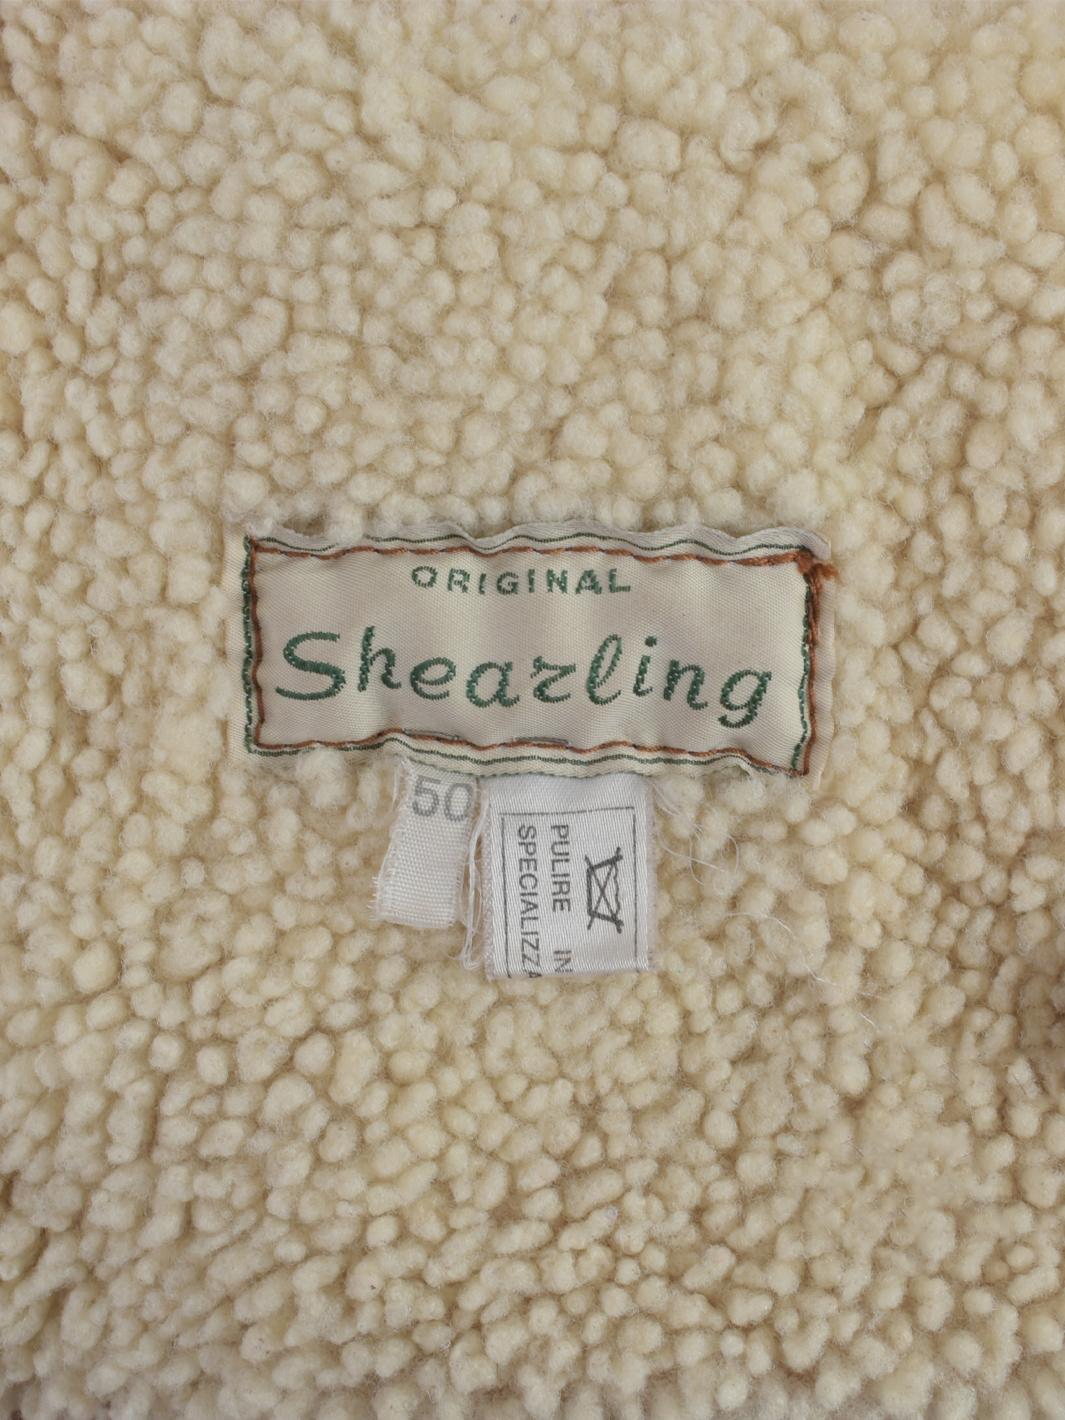 ORIGINAL
Shearling
50
PULIRE IN
SPECIALIZZA